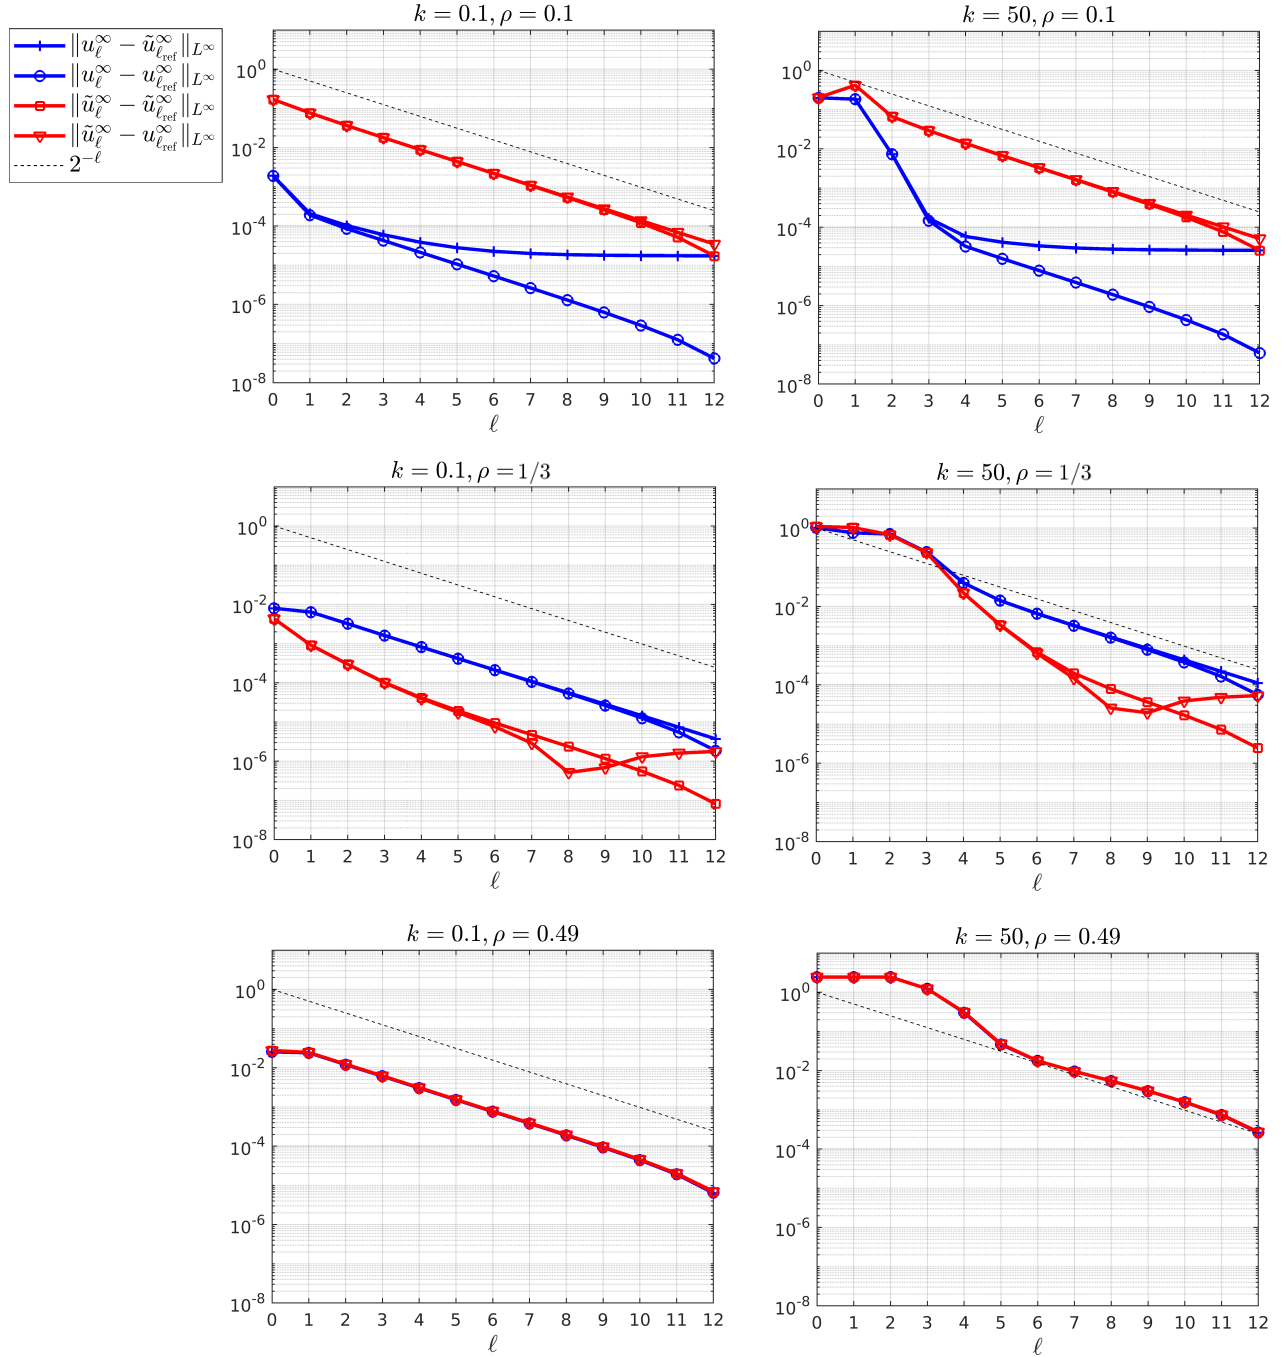 k = 0.1, ρ = 0.1
k = 50, ρ = 0.1
‖u_ℓ^∞ − ũ_{ℓ_ref}^∞‖_{L^∞}
‖u_ℓ^∞ − u_{ℓ_ref}^∞‖_{L^∞}
‖ũ_ℓ^∞ − ũ_{ℓ_ref}^∞‖_{L^∞}
‖ũ_ℓ^∞ − u_{ℓ_ref}^∞‖_{L^∞}
2^{-ℓ}
10^0
10^-2
10^-4
10^-6
10^-8
0 1 2 3 4 5 6 7 8 9 10 11 12
ℓ
10^0
10^-2
10^-4
10^-6
10^-8
0 1 2 3 4 5 6 7 8 9 10 11 12
ℓ
k = 0.1, ρ = 1/3
k = 50, ρ = 1/3
10^0
10^-2
10^-4
10^-6
10^-8
0 1 2 3 4 5 6 7 8 9 10 11 12
ℓ
10^0
10^-2
10^-4
10^-6
10^-8
0 1 2 3 4 5 6 7 8 9 10 11 12
ℓ
k = 0.1, ρ = 0.49
k = 50, ρ = 0.49
10^0
10^-2
10^-4
10^-6
10^-8
0 1 2 3 4 5 6 7 8 9 10 11 12
ℓ
10^0
10^-2
10^-4
10^-6
10^-8
0 1 2 3 4 5 6 7 8 9 10 11 12
ℓ